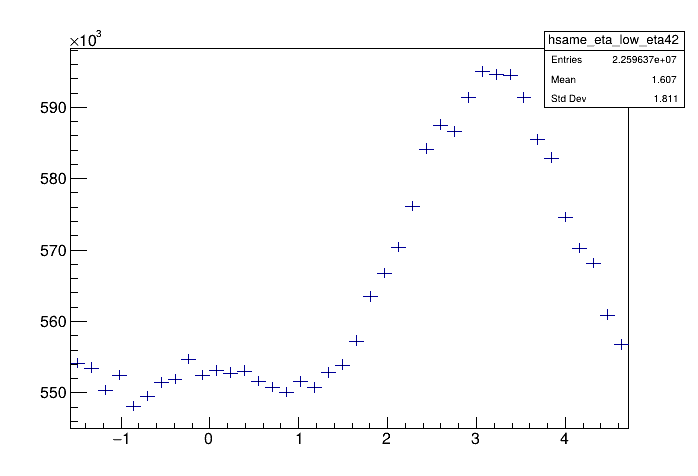 ×10³
hsame_eta_low_eta42
Entries 2.259637e+07
Mean 1.607
Std Dev 1.811
590
580
570
560
550
−1 0 1 2 3 4